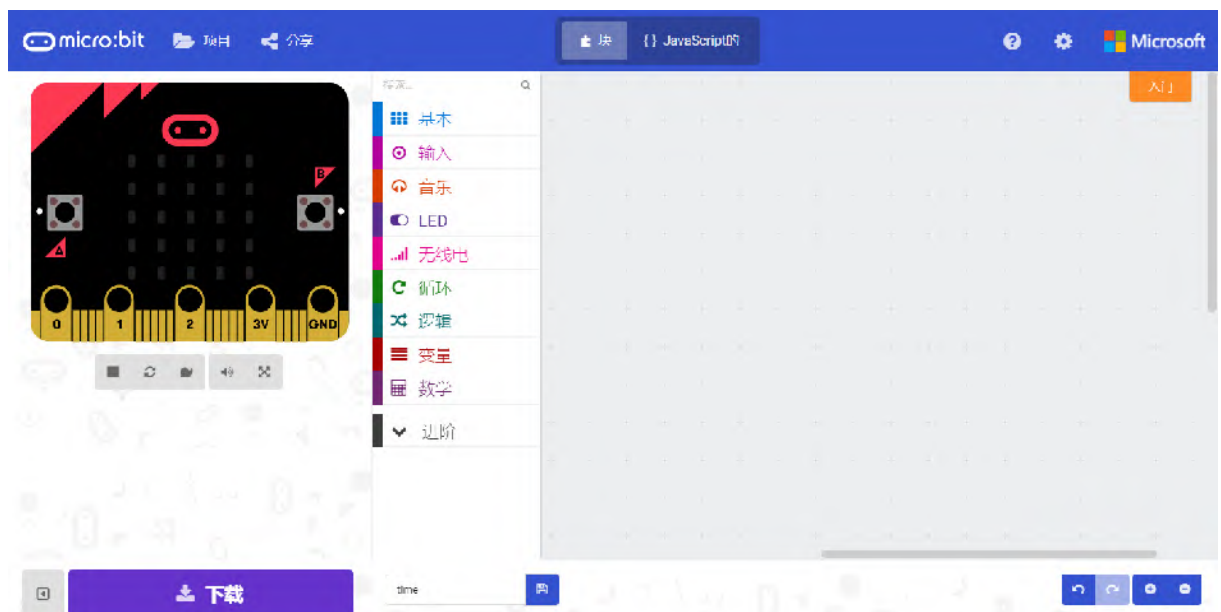 micro:bit 项目 分享 块 {} JavaScript的 Microsoft
搜索...
入门
基本
输入
音乐
LED
无线电
循环
逻辑
变量
数学
进阶
B
A
0 1 2 3V GND
下载
time